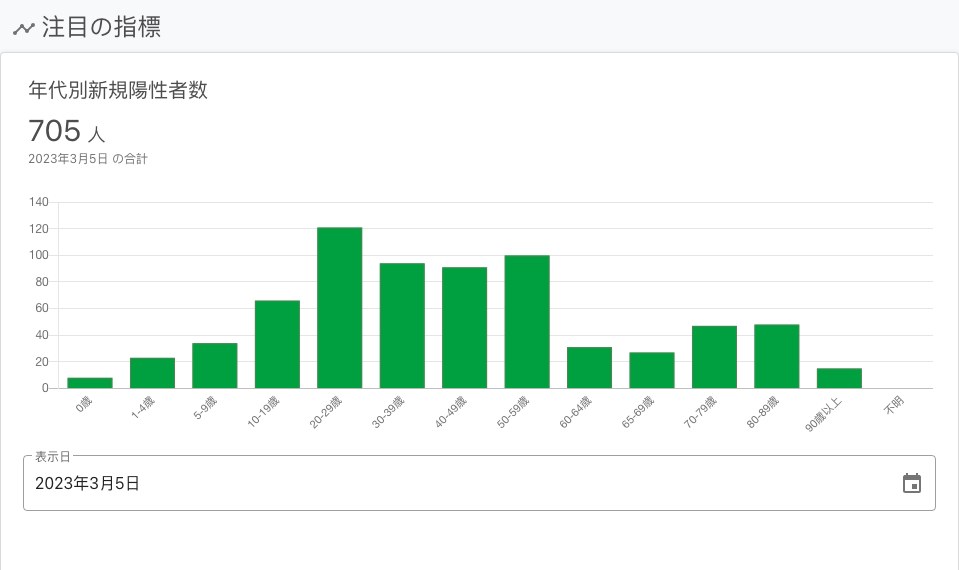 注目の指標
年代別新規陽性者数
705 人
2023年3月5日 の合計
140
120
100
80
60
40
20
0
0歳
1-4歳
5-9歳
10-19歳
20-29歳
30-39歳
40-49歳
50-59歳
60-64歳
65-69歳
70-79歳
80-89歳
90歳以上
不明
表示日
2023年3月5日